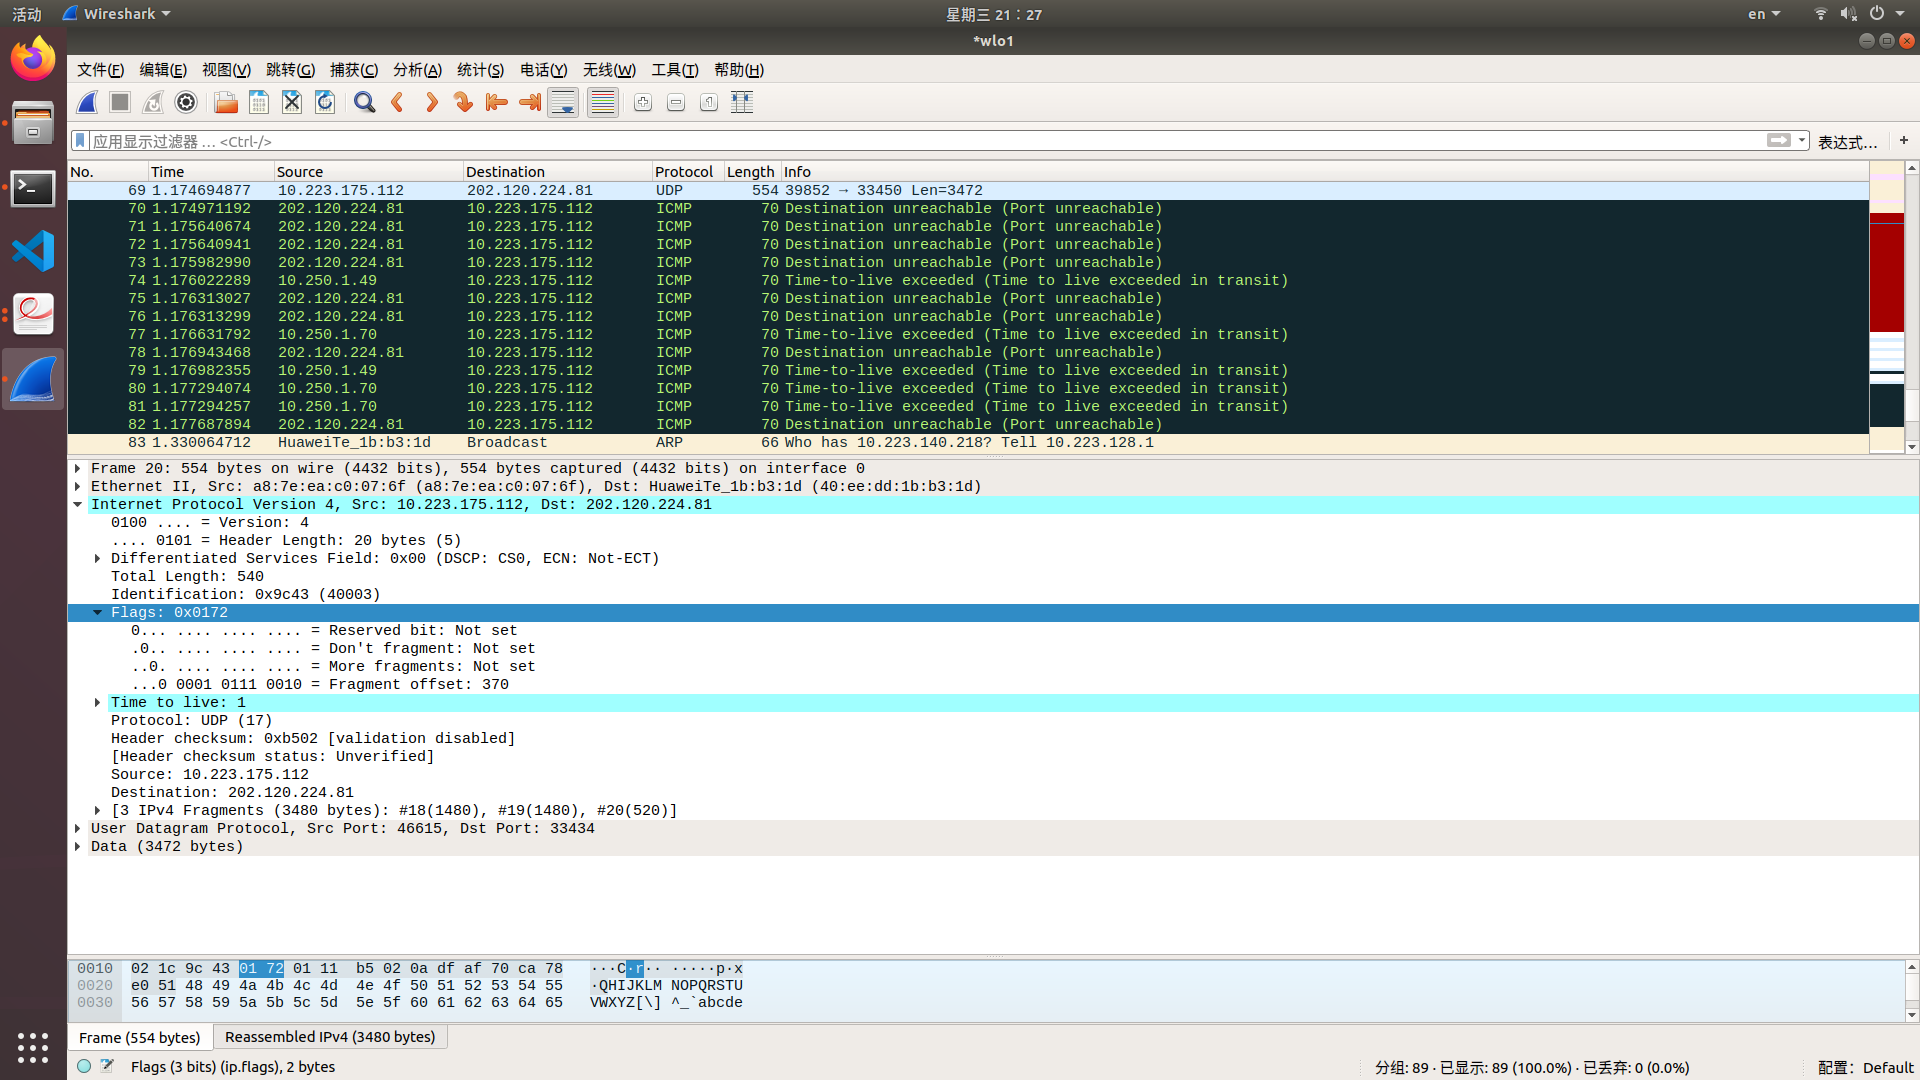 活动 Wireshark 星期三 21：27 en
*wlo1
文件(F) 编辑(E) 视图(V) 跳转(G) 捕获(C) 分析(A) 统计(S) 电话(Y) 无线(W) 工具(T) 帮助(H)
应用显示过滤器 … <Ctrl-/> 表达式… +
No. Time Source Destination Protocol Length Info
69 1.174694877 10.223.175.112 202.120.224.81 UDP 554 39852 → 33450 Len=3472
70 1.174971192 202.120.224.81 10.223.175.112 ICMP 70 Destination unreachable (Port unreachable)
71 1.175640674 202.120.224.81 10.223.175.112 ICMP 70 Destination unreachable (Port unreachable)
72 1.175640941 202.120.224.81 10.223.175.112 ICMP 70 Destination unreachable (Port unreachable)
73 1.175982990 202.120.224.81 10.223.175.112 ICMP 70 Destination unreachable (Port unreachable)
74 1.176022289 10.250.1.49 10.223.175.112 ICMP 70 Time-to-live exceeded (Time to live exceeded in transit)
75 1.176313027 202.120.224.81 10.223.175.112 ICMP 70 Destination unreachable (Port unreachable)
76 1.176313299 202.120.224.81 10.223.175.112 ICMP 70 Destination unreachable (Port unreachable)
77 1.176631792 10.250.1.70 10.223.175.112 ICMP 70 Time-to-live exceeded (Time to live exceeded in transit)
78 1.176943468 202.120.224.81 10.223.175.112 ICMP 70 Destination unreachable (Port unreachable)
79 1.176982355 10.250.1.49 10.223.175.112 ICMP 70 Time-to-live exceeded (Time to live exceeded in transit)
80 1.177294074 10.250.1.70 10.223.175.112 ICMP 70 Time-to-live exceeded (Time to live exceeded in transit)
81 1.177294257 10.250.1.70 10.223.175.112 ICMP 70 Time-to-live exceeded (Time to live exceeded in transit)
82 1.177687894 202.120.224.81 10.223.175.112 ICMP 70 Destination unreachable (Port unreachable)
83 1.330064712 HuaweiTe_1b:b3:1d Broadcast ARP 66 Who has 10.223.140.218? Tell 10.223.128.1
Frame 20: 554 bytes on wire (4432 bits), 554 bytes captured (4432 bits) on interface 0
Ethernet II, Src: a8:7e:ea:c0:07:6f (a8:7e:ea:c0:07:6f), Dst: HuaweiTe_1b:b3:1d (40:ee:dd:1b:b3:1d)
Internet Protocol Version 4, Src: 10.223.175.112, Dst: 202.120.224.81
0100 .... = Version: 4
.... 0101 = Header Length: 20 bytes (5)
Differentiated Services Field: 0x00 (DSCP: CS0, ECN: Not-ECT)
Total Length: 540
Identification: 0x9c43 (40003)
Flags: 0x0172
0... .... .... .... = Reserved bit: Not set
.0.. .... .... .... = Don't fragment: Not set
..0. .... .... .... = More fragments: Not set
...0 0001 0111 0010 = Fragment offset: 370
Time to live: 1
Protocol: UDP (17)
Header checksum: 0xb502 [validation disabled]
[Header checksum status: Unverified]
Source: 10.223.175.112
Destination: 202.120.224.81
[3 IPv4 Fragments (3480 bytes): #18(1480), #19(1480), #20(520)]
User Datagram Protocol, Src Port: 46615, Dst Port: 33434
Data (3472 bytes)
0010 02 1c 9c 43 01 72 01 11 b5 02 0a df af 70 ca 78 ···C·r·· ·····p·x
0020 e0 51 48 49 4a 4b 4c 4d 4e 4f 50 51 52 53 54 55 ·QHIJKLM NOPQRSTU
0030 56 57 58 59 5a 5b 5c 5d 5e 5f 60 61 62 63 64 65 VWXYZ[\] ^_`abcde
Frame (554 bytes) Reassembled IPv4 (3480 bytes)
Flags (3 bits) (ip.flags), 2 bytes 分组: 89 · 已显示: 89 (100.0%) · 已丢弃: 0 (0.0%) 配置：Default